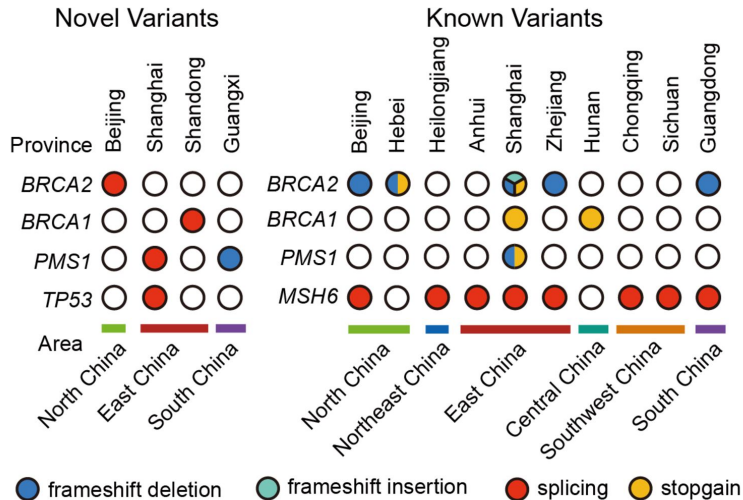 Novel Variants
Known Variants
Province
Beijing
Shanghai
Shandong
Guangxi
Beijing
Hebei
Heilongjiang
Anhui
Shanghai
Zhejiang
Hunan
Chongqing
Sichuan
Guangdong
BRCA2
BRCA2
BRCA1
BRCA1
PMS1
PMS1
TP53
MSH6
Area
North China
East China
South China
North China
Northeast China
East China
Central China
Southwest China
South China
frameshift deletion
frameshift insertion
splicing
stopgain